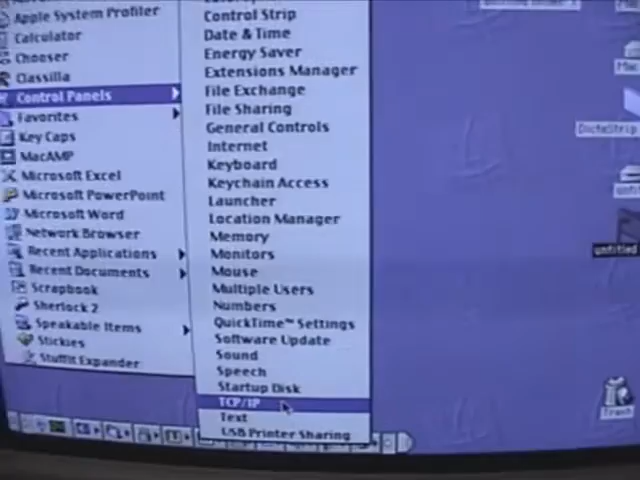 Apple System Profiler
Calculator
Chooser
Classilla
Control Panels
Favorites
Key Caps
MacAMP
Microsoft Excel
Microsoft PowerPoint
Microsoft Word
Network Browser
Recent Applications
Recent Documents
Scrapbook
Sherlock 2
Speakable Items
Stickies
StuffIt Expander
Control Strip
Date & Time
Energy Saver
Extensions Manager
File Exchange
File Sharing
General Controls
Internet
Keyboard
Keychain Access
Launcher
Location Manager
Memory
Monitors
Mouse
Multiple Users
Numbers
QuickTime™ Settings
Software Update
Sound
Speech
Startup Disk
TCP/IP
Text
USB Printer Sharing
Mac
untitled
Trash